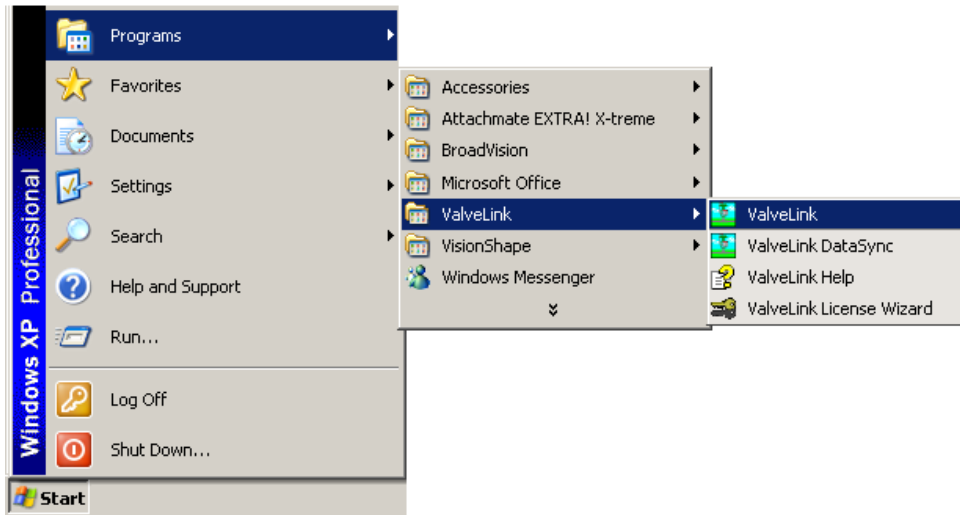 Programs
Favorites
Documents
Settings
Search
Help and Support
Run...
Log Off
Shut Down...
Windows XP Professional
Start
Accessories
Attachmate EXTRA! X-treme
BroadVision
Microsoft Office
ValveLink
VisionShape
Windows Messenger
ValveLink
ValveLink DataSync
ValveLink Help
ValveLink License Wizard